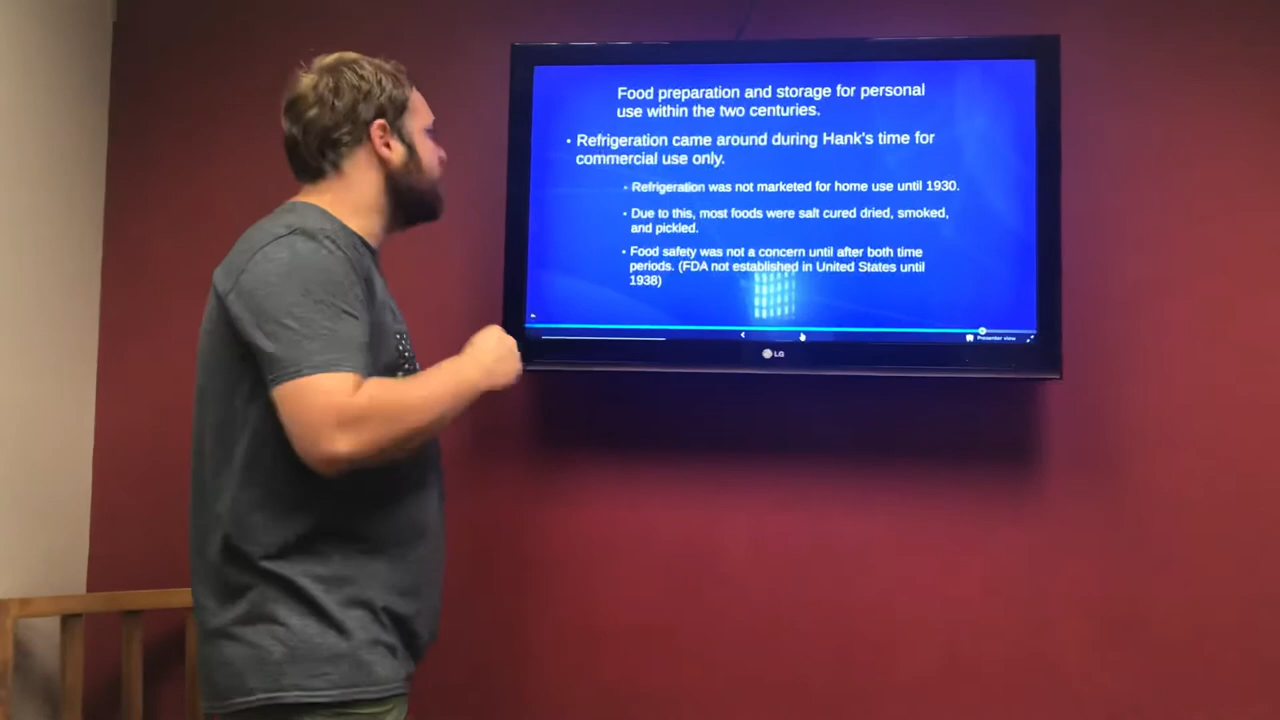 Food preparation and storage for personal
use within the two centuries.
• Refrigeration came around during Hank's time for
commercial use only.
• Refrigeration was not marketed for home use until 1930.
• Due to this, most foods were salt cured dried, smoked,
and pickled.
• Food safety was not a concern until after both time
periods. (FDA not established in United States until
1938)
Presenter view
LG